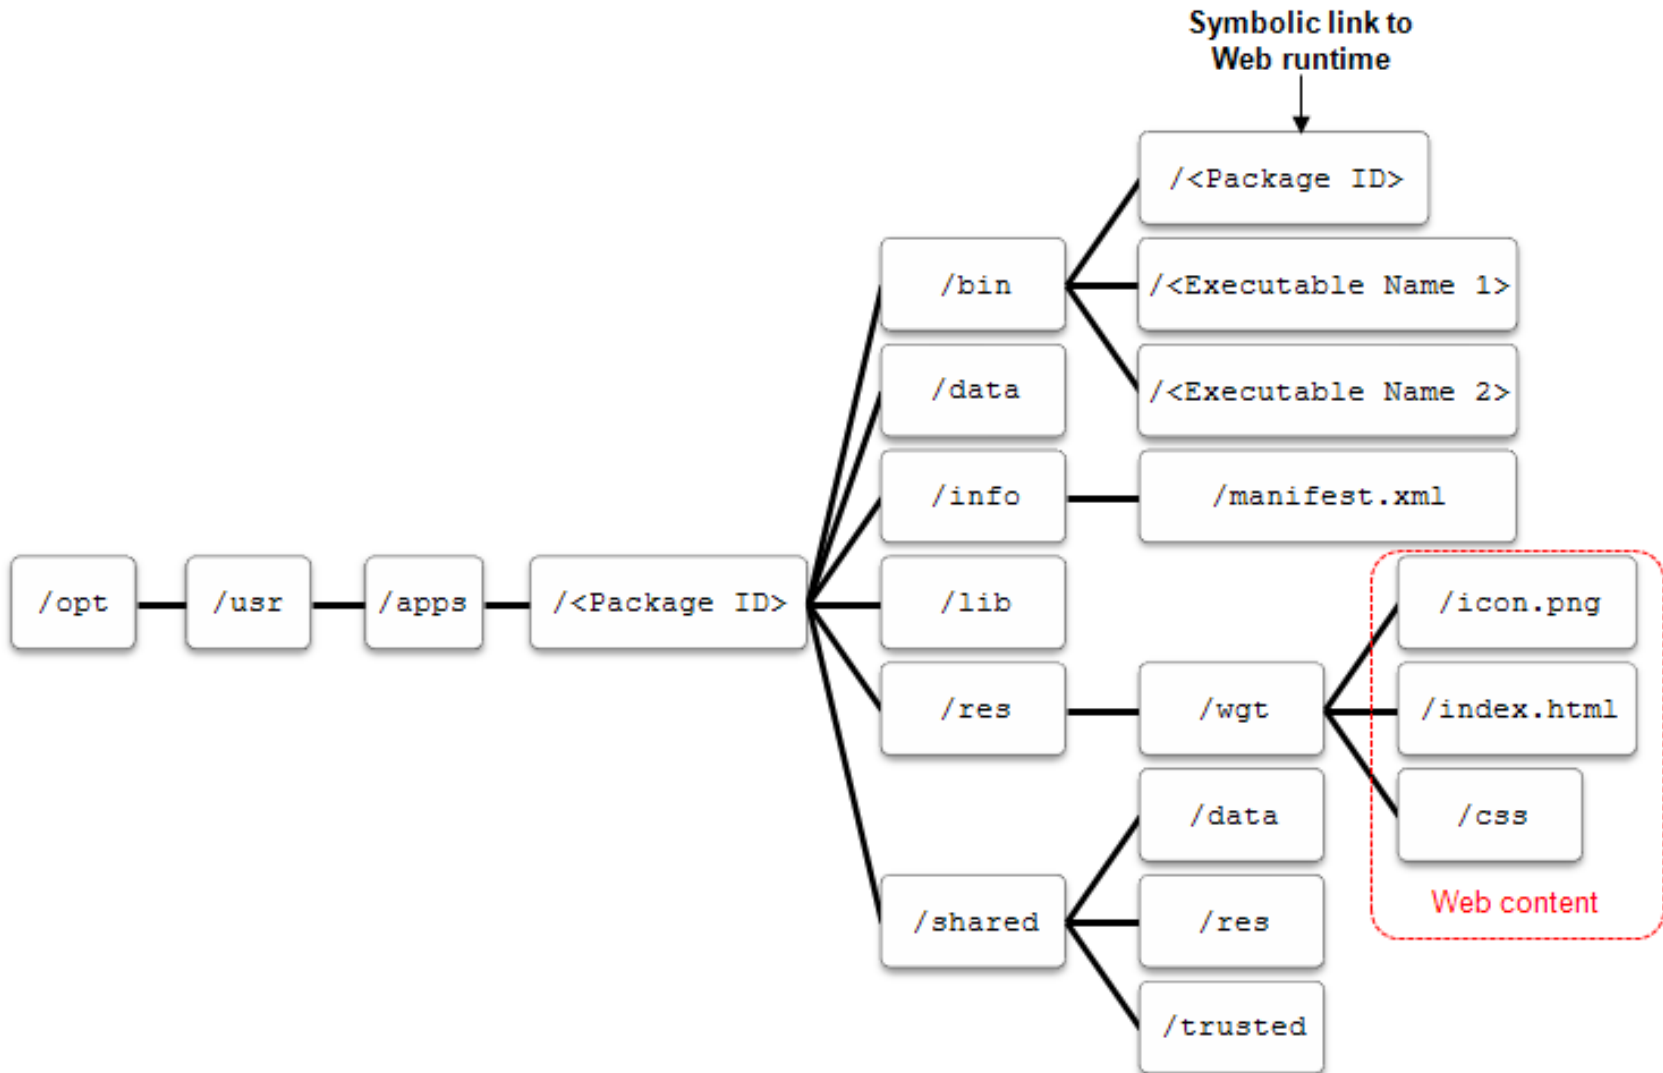 Symbolic link to
Web runtime
/<Package ID>
/bin
/<Executable Name 1>
/data
/<Executable Name 2>
/info
/manifest.xml
/opt
/usr
/apps
/<Package ID>
/lib
/icon.png
/res
/wgt
/index.html
/data
/css
Web content
/shared
/res
/trusted